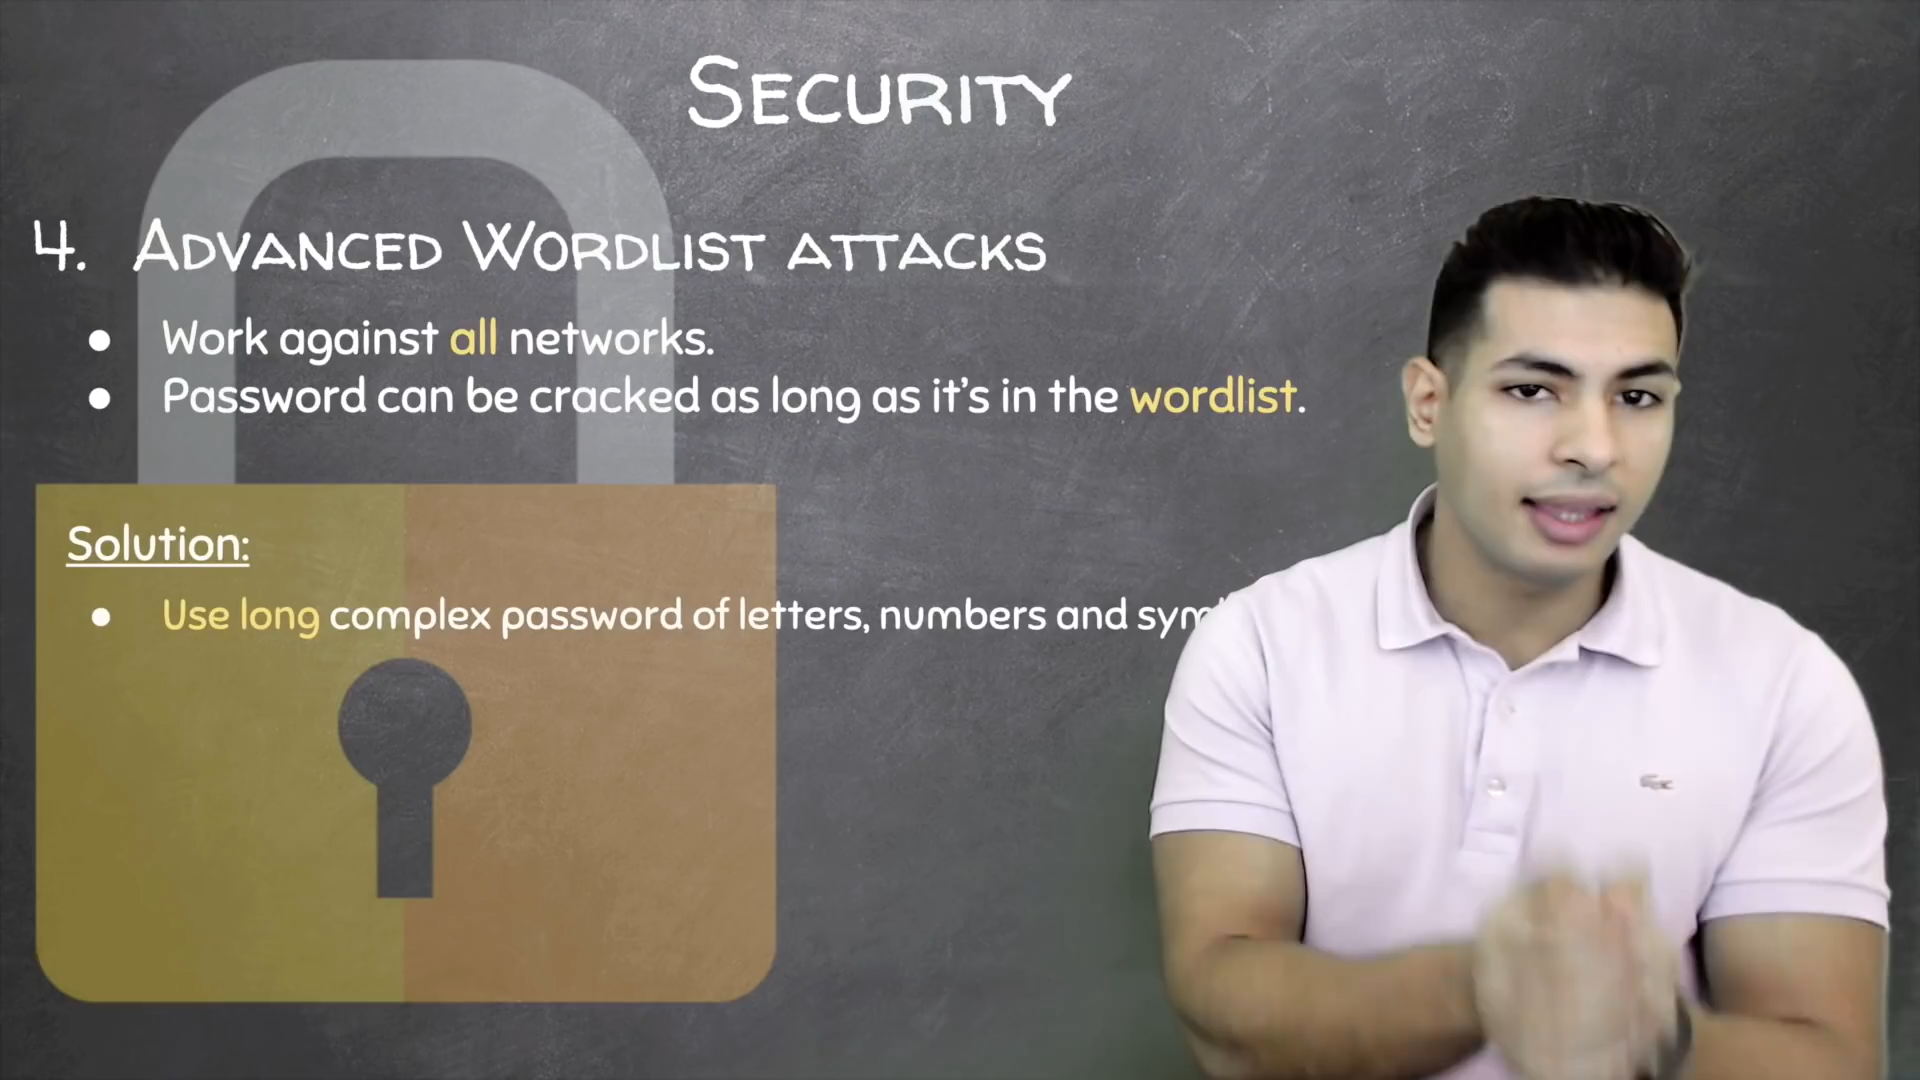 Security
4. Advanced Wordlist attacks
● Work against all networks.
● Password can be cracked as long as it's in the wordlist.
Solution:
● Use long complex password of letters, numbers and